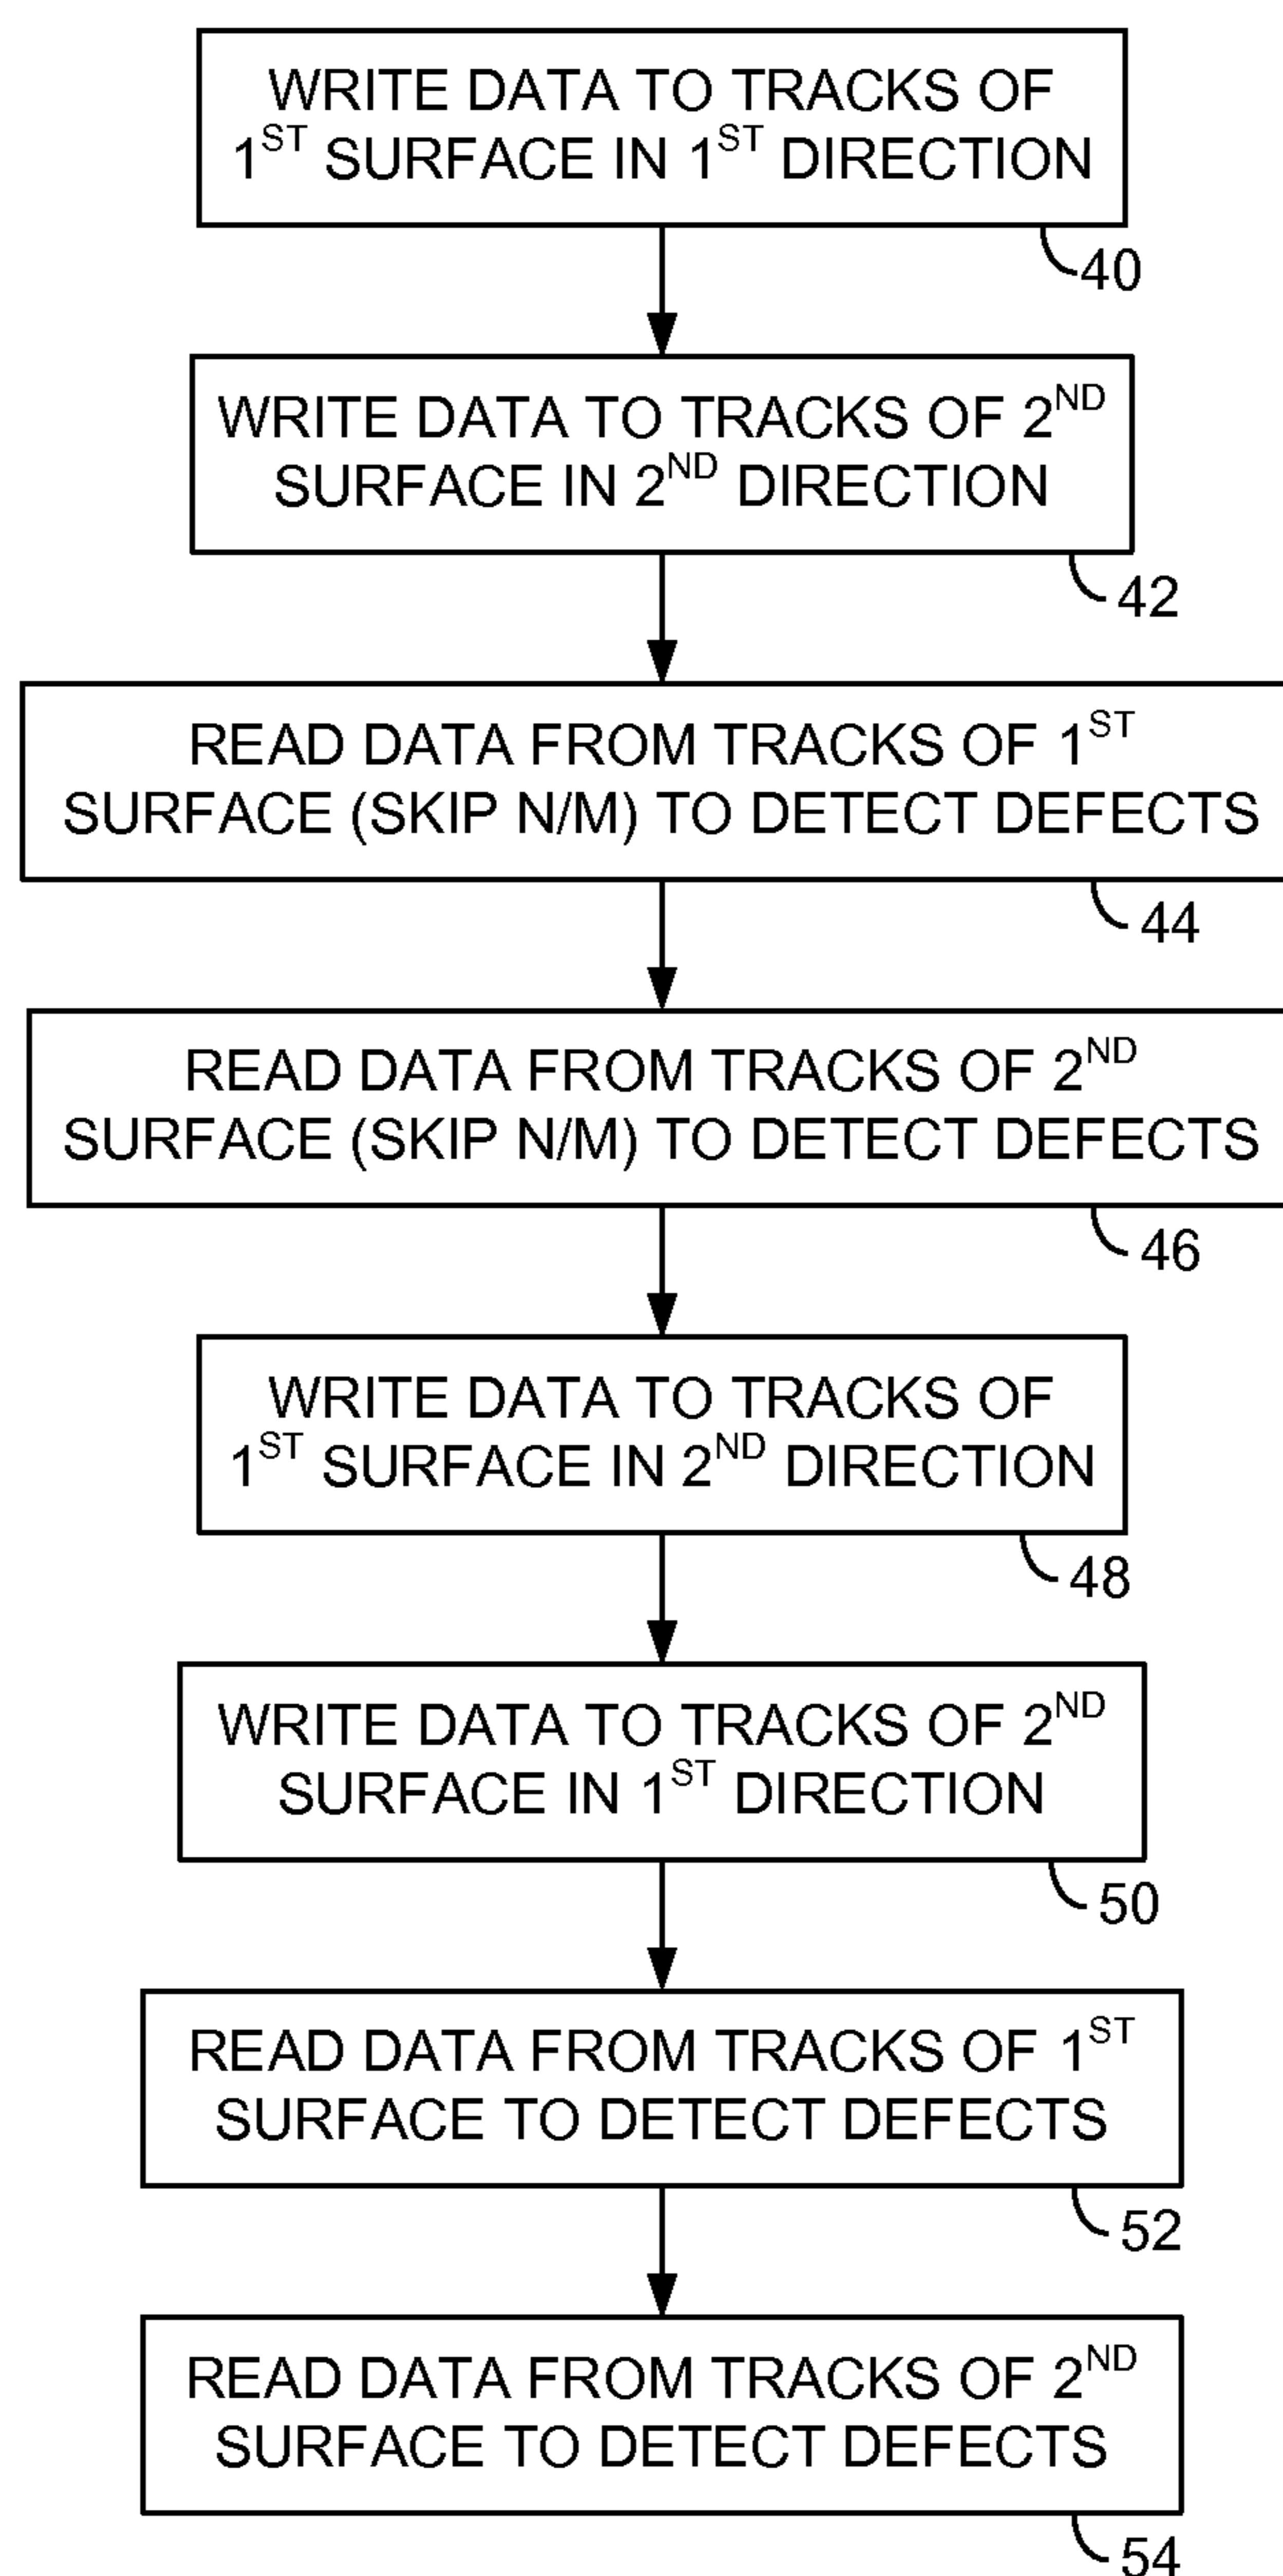 WRITE DATA TO TRACKS OF
1ST SURFACE IN 1ST DIRECTION
40
WRITE DATA TO TRACKS OF 2ND
SURFACE IN 2ND DIRECTION
42
READ DATA FROM TRACKS OF 1ST
SURFACE (SKIP N/M) TO DETECT DEFECTS
44
READ DATA FROM TRACKS OF 2ND
SURFACE (SKIP N/M) TO DETECT DEFECTS
46
WRITE DATA TO TRACKS OF
1ST SURFACE IN 2ND DIRECTION
48
WRITE DATA TO TRACKS OF 2ND
SURFACE IN 1ST DIRECTION
50
READ DATA FROM TRACKS OF 1ST
SURFACE TO DETECT DEFECTS
52
READ DATA FROM TRACKS OF 2ND
SURFACE TO DETECT DEFECTS
54